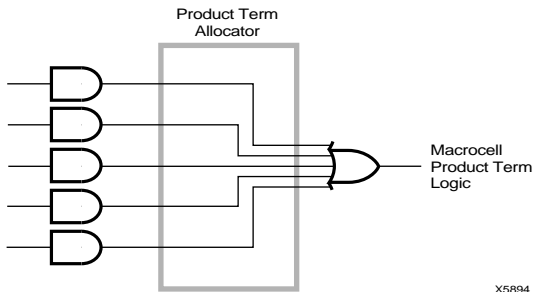 Product Term
Allocator
Macrocell
Product Term
Logic
X5894